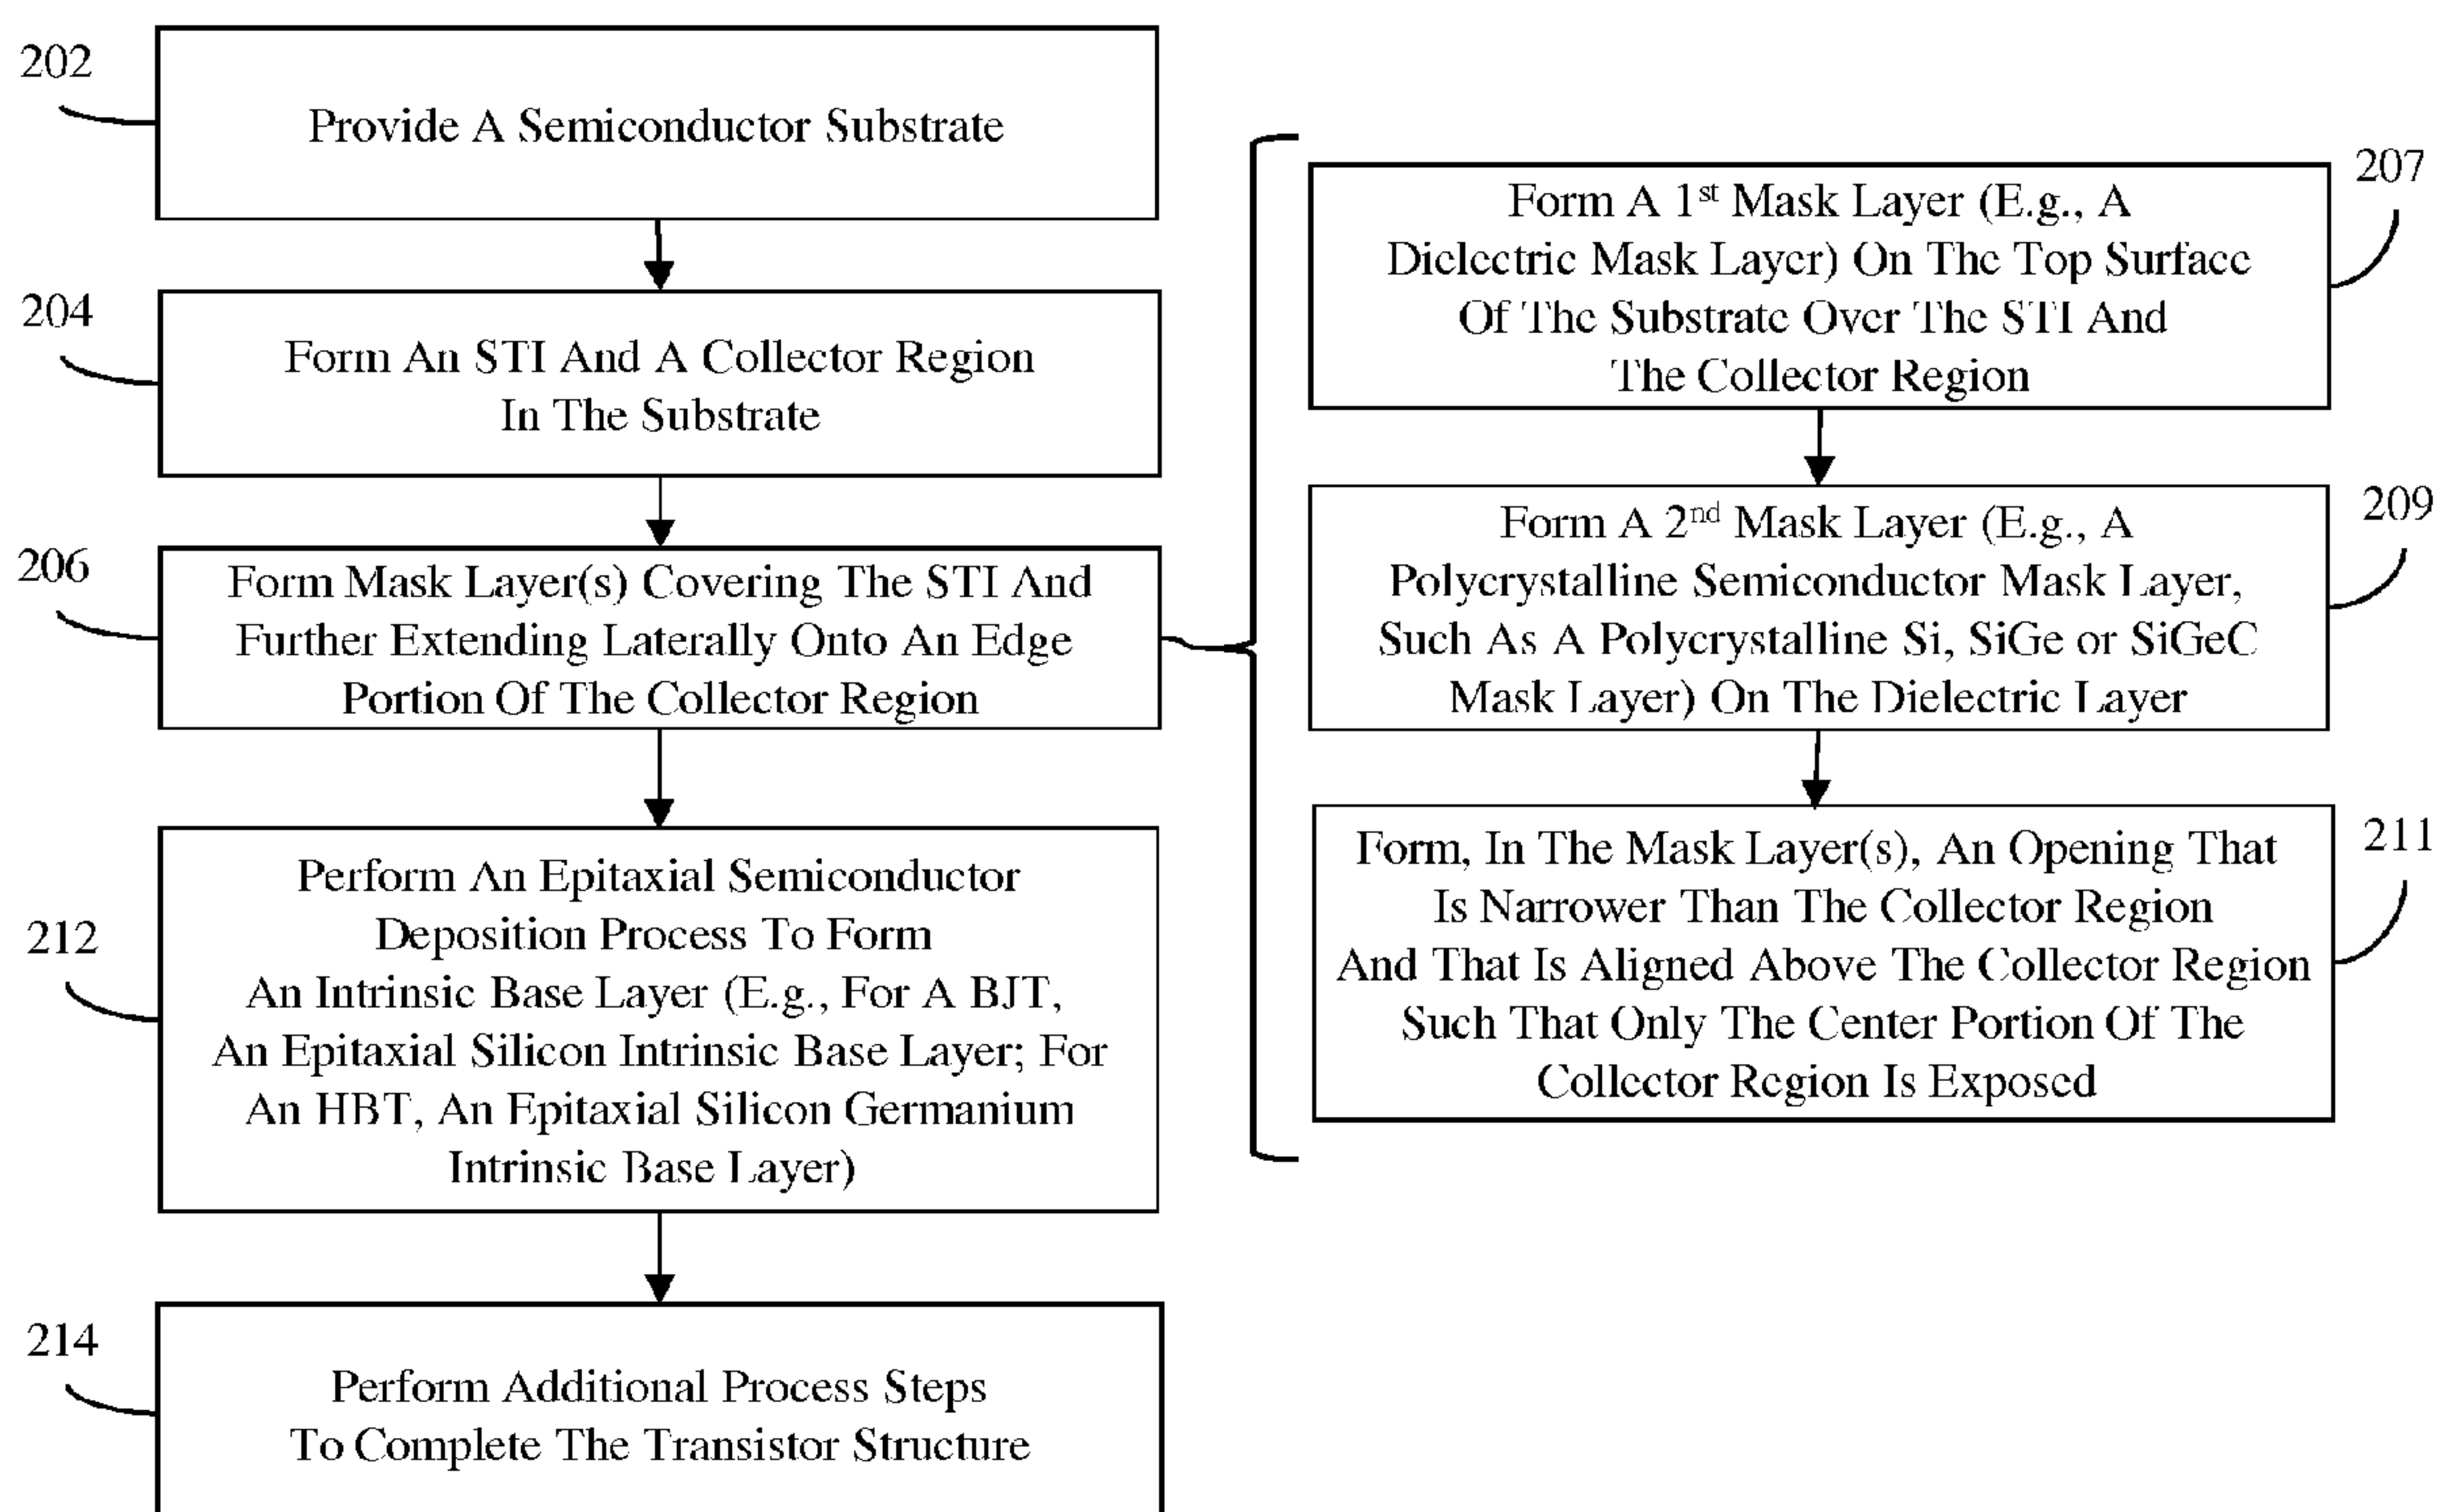 202
Provide A Semiconductor Substrate
204
Form An STI And A Collector Region
In The Substrate
206
Form Mask Layer(s) Covering The STI And
Further Extending Laterally Onto An Edge
Portion Of The Collector Region
207
Form A 1st Mask Layer (E.g., A
Dielectric Mask Layer) On The Top Surface
Of The Substrate Over The STI And
The Collector Region
209
Form A 2nd Mask Layer (E.g., A
Polycrystalline Semiconductor Mask Layer,
Such As A Polycrystalline Si, SiGe or SiGeC
Mask Layer) On The Dielectric Layer
211
Form, In The Mask Layer(s), An Opening That
Is Narrower Than The Collector Region
And That Is Aligned Above The Collector Region
Such That Only The Center Portion Of The
Collector Region Is Exposed
212
Perform An Epitaxial Semiconductor
Deposition Process To Form
An Intrinsic Base Layer (E.g., For A BJT,
An Epitaxial Silicon Intrinsic Base Layer; For
An HBT, An Epitaxial Silicon Germanium
Intrinsic Base Layer)
214
Perform Additional Process Steps
To Complete The Transistor Structure